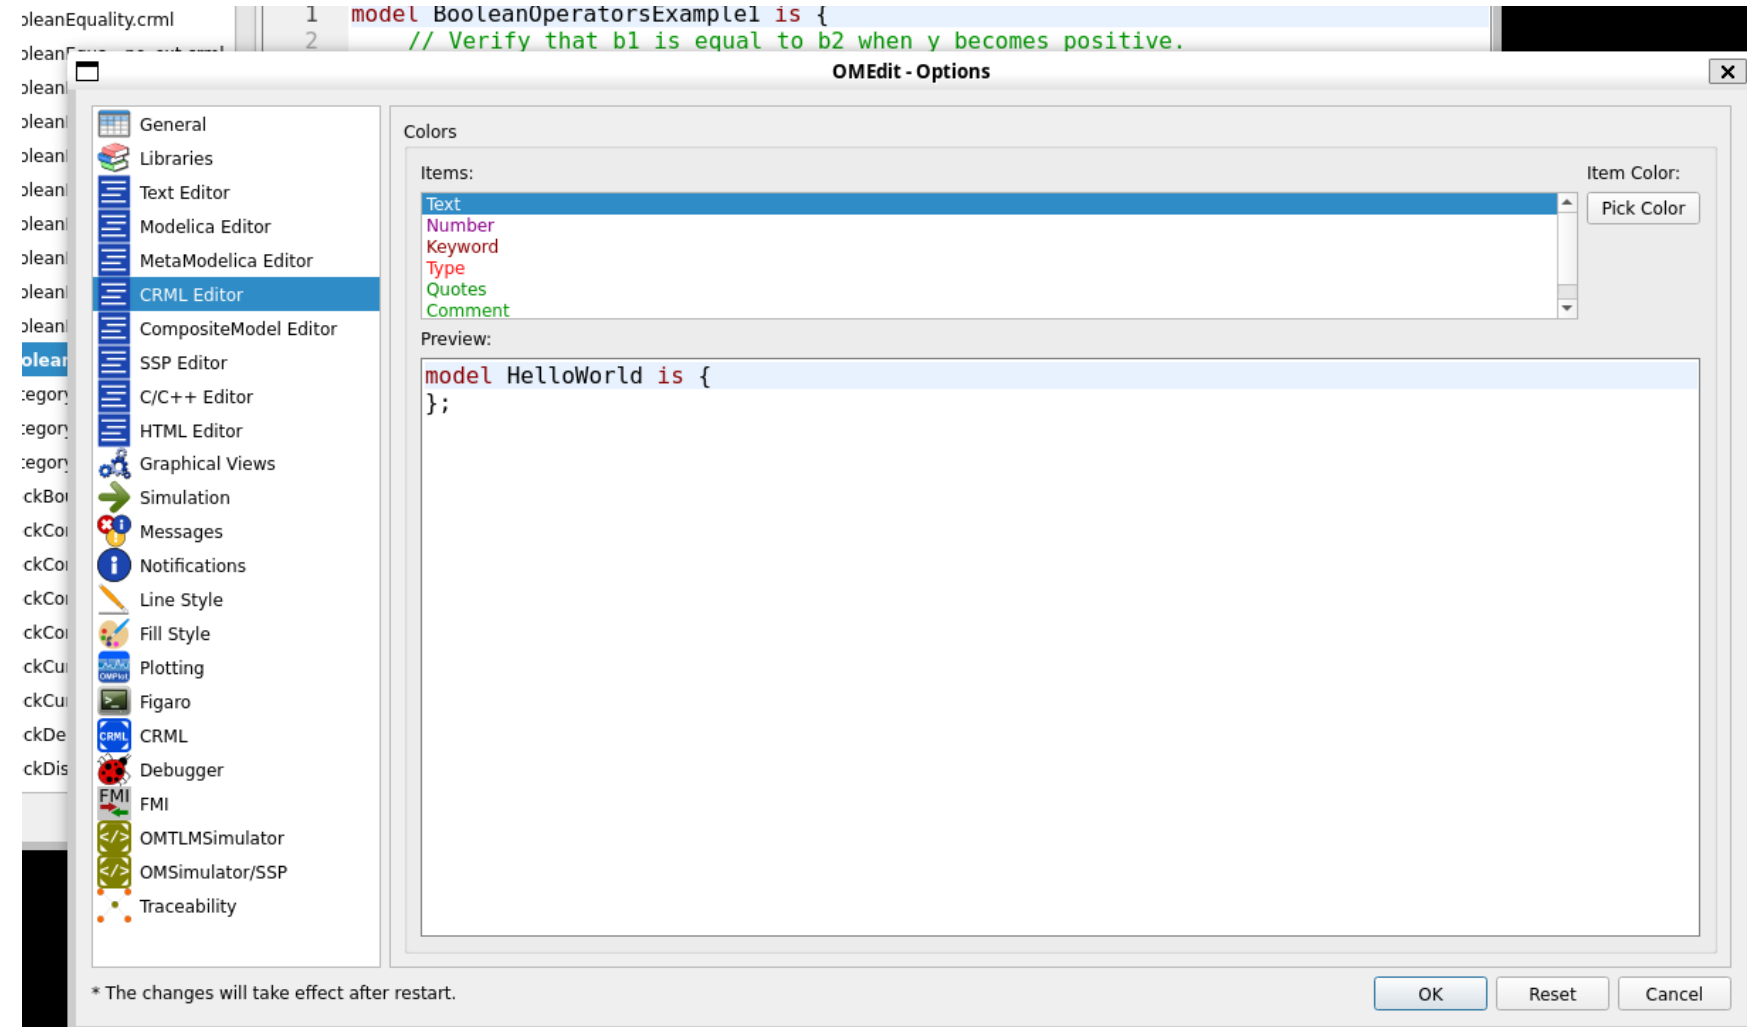 oleanEquality.crml
1 model BooleanOperatorsExample1 is {
2 // Verify that b1 is equal to b2 when y becomes positive.
OMEdit - Options
General
Libraries
Text Editor
Modelica Editor
MetaModelica Editor
CRML Editor
CompositeModel Editor
SSP Editor
C/C++ Editor
HTML Editor
Graphical Views
Simulation
Messages
Notifications
Line Style
Fill Style
Plotting
Figaro
CRML
CRML
Debugger
FMI
FMI
OMTLMSimulator
OMSimulator/SSP
Traceability
Colors
Items:
Text
Number
Keyword
Type
Quotes
Comment
Item Color:
Pick Color
Preview:
model HelloWorld is {
};
* The changes will take effect after restart.
OK
Reset
Cancel